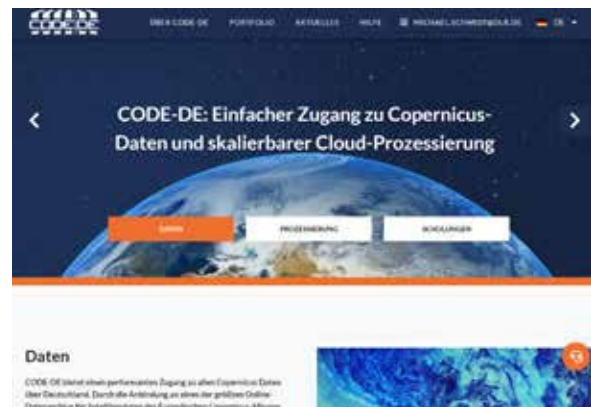 CODE-DE
ÜBER CODE-DE PORTFOLIO AKTUELLES HILFE DE
CODE-DE: Einfacher Zugang zu Copernicus-
Daten und skalierbarer Cloud-Prozessierung
DATEN PROZESSIERUNG SCHULUNGEN
Daten
CODE-DE bietet einen performanten Zugang zu allen Copernicus Daten
über Deutschland. Durch die Anbindung an eines der größten Online-